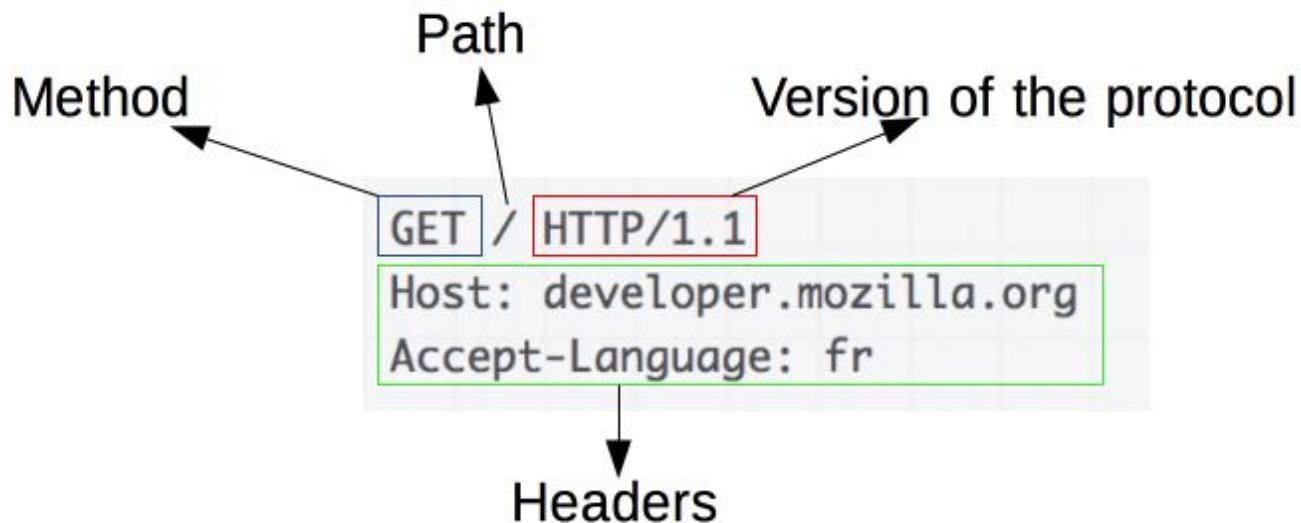 Path
Method
Version of the protocol
GET / HTTP/1.1
Host: developer.mozilla.org
Accept-Language: fr
Headers